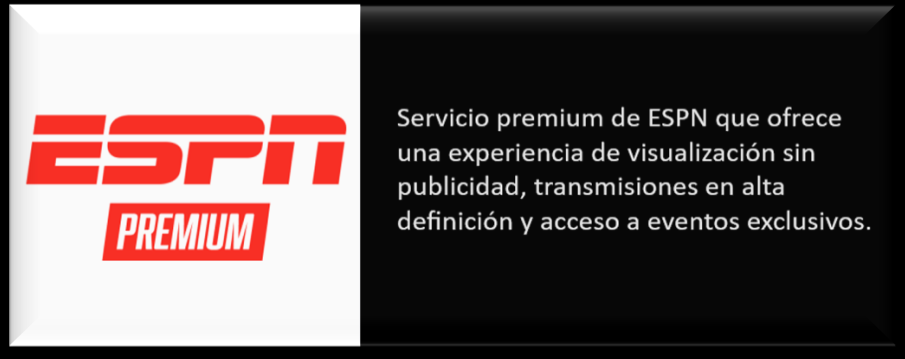 ESPN
PREMIUM
Servicio premium de ESPN que ofrece
una experiencia de visualización sin
publicidad, transmisiones en alta
definición y acceso a eventos exclusivos.